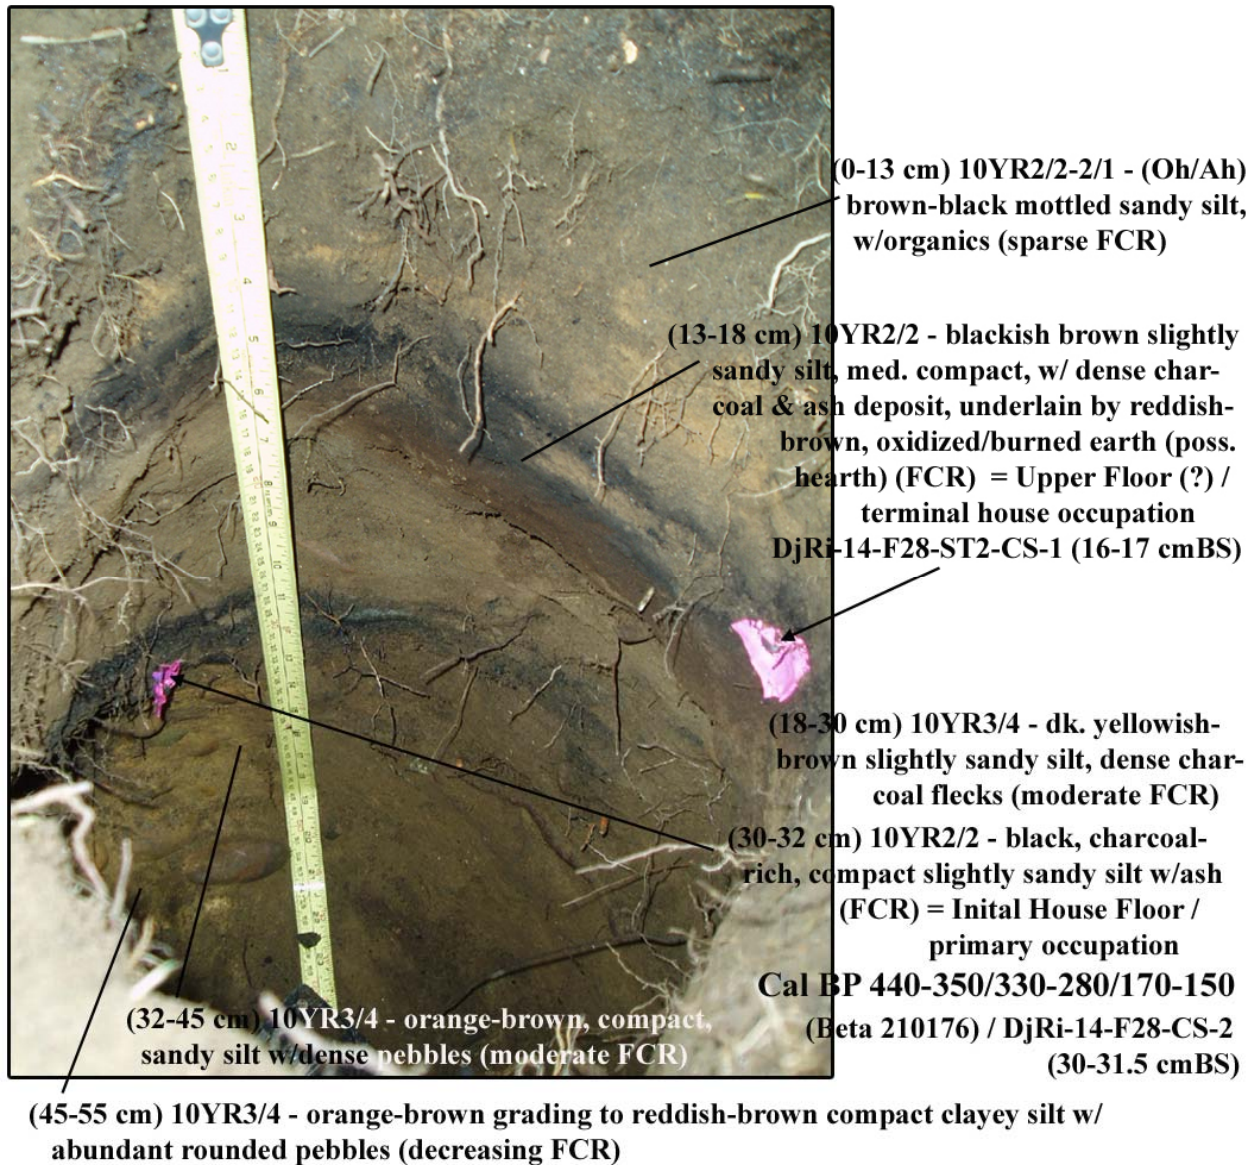 (0-13 cm) 10YR2/2-2/1 - (Oh/Ah)
brown-black mottled sandy silt,
w/organics (sparse FCR)
(13-18 cm) 10YR2/2 - blackish brown slightly
sandy silt, med. compact, w/ dense char-
coal & ash deposit, underlain by reddish-
brown, oxidized/burned earth (poss.
hearth) (FCR) = Upper Floor (?) /
terminal house occupation
DjRi-14-F28-ST2-CS-1 (16-17 cmBS)
(18-30 cm) 10YR3/4 - dk. yellowish-
brown slightly sandy silt, dense char-
coal flecks (moderate FCR)
(30-32 cm) 10YR2/2 - black, charcoal-
rich, compact slightly sandy silt w/ash
(FCR) = Inital House Floor /
primary occupation
Cal BP 440-350/330-280/170-150
(Beta 210176) / DjRi-14-F28-CS-2
(30-31.5 cmBS)
(32-45 cm) 10YR3/4 - orange-brown, compact,
sandy silt w/dense pebbles (moderate FCR)
(45-55 cm) 10YR3/4 - orange-brown grading to reddish-brown compact clayey silt w/
abundant rounded pebbles (decreasing FCR)